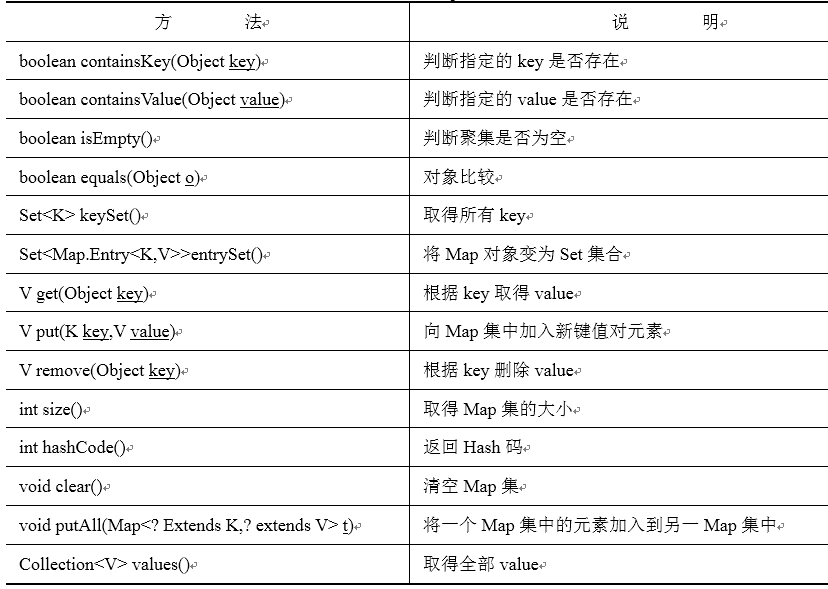 方 法 说 明
boolean containsKey(Object key) 判断指定的 key 是否存在
boolean containsValue(Object value) 判断指定的 value 是否存在
boolean isEmpty() 判断聚集是否为空
boolean equals(Object o) 对象比较
Set<K> keySet() 取得所有 key
Set<Map.Entry<K,V>>entrySet() 将 Map 对象变为 Set 集合
V get(Object key) 根据 key 取得 value
V put(K key,V value) 向 Map 集中加入新键值对元素
V remove(Object key) 根据 key 删除 value
int size() 取得 Map 集的大小
int hashCode() 返回 Hash 码
void clear() 清空 Map 集
void putAll(Map<? Extends K,? extends V> t) 将一个 Map 集中的元素加入到另一 Map 集中
Collection<V> values() 取得全部 value